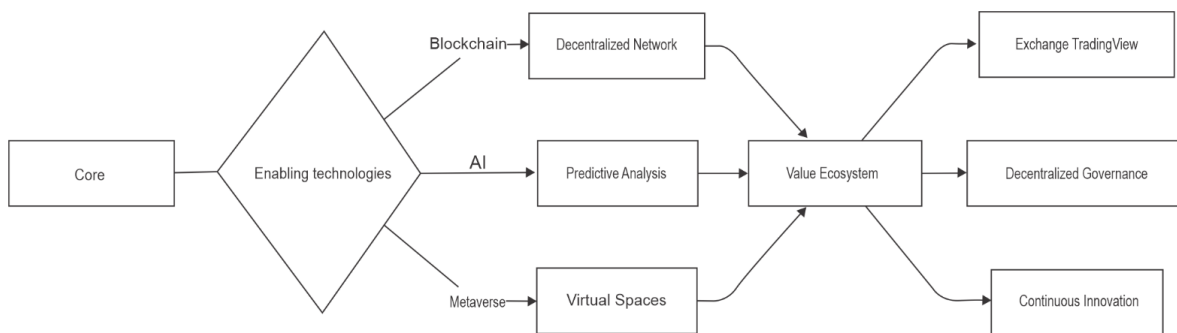 Core
Enabling technologies
Blockchain
AI
Metaverse
Decentralized Network
Predictive Analysis
Virtual Spaces
Value Ecosystem
Exchange TradingView
Decentralized Governance
Continuous Innovation